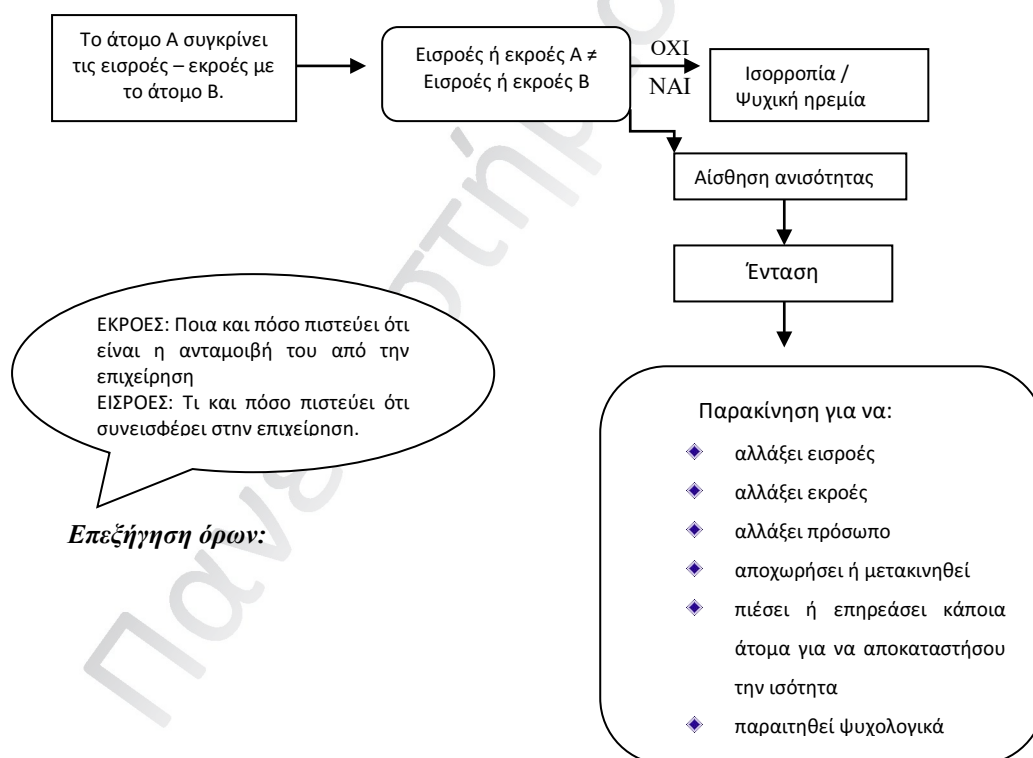 Το άτομο Α συγκρίνει
τις εισροές – εκροές με
το άτομο Β.
Εισροές ή εκροές Α ≠
Εισροές ή εκροές Β
ΟΧΙ
ΝΑΙ
Ισορροπία /
Ψυχική ηρεμία
Αίσθηση ανισότητας
Ένταση
ΕΚΡΟΕΣ: Ποια και πόσο πιστεύει ότι
είναι η ανταμοιβή του από την
επιχείρηση
ΕΙΣΡΟΕΣ: Τι και πόσο πιστεύει ότι
συνεισφέρει στην επιχείρηση.
Επεξήγηση όρων:
Παρακίνηση για να:
αλλάξει εισροές
αλλάξει εκροές
αλλάξει πρόσωπο
αποχωρήσει ή μετακινηθεί
πιέσει ή επηρεάσει κάποια
άτομα για να αποκαταστήσου
την ισότητα
παραιτηθεί ψυχολογικά